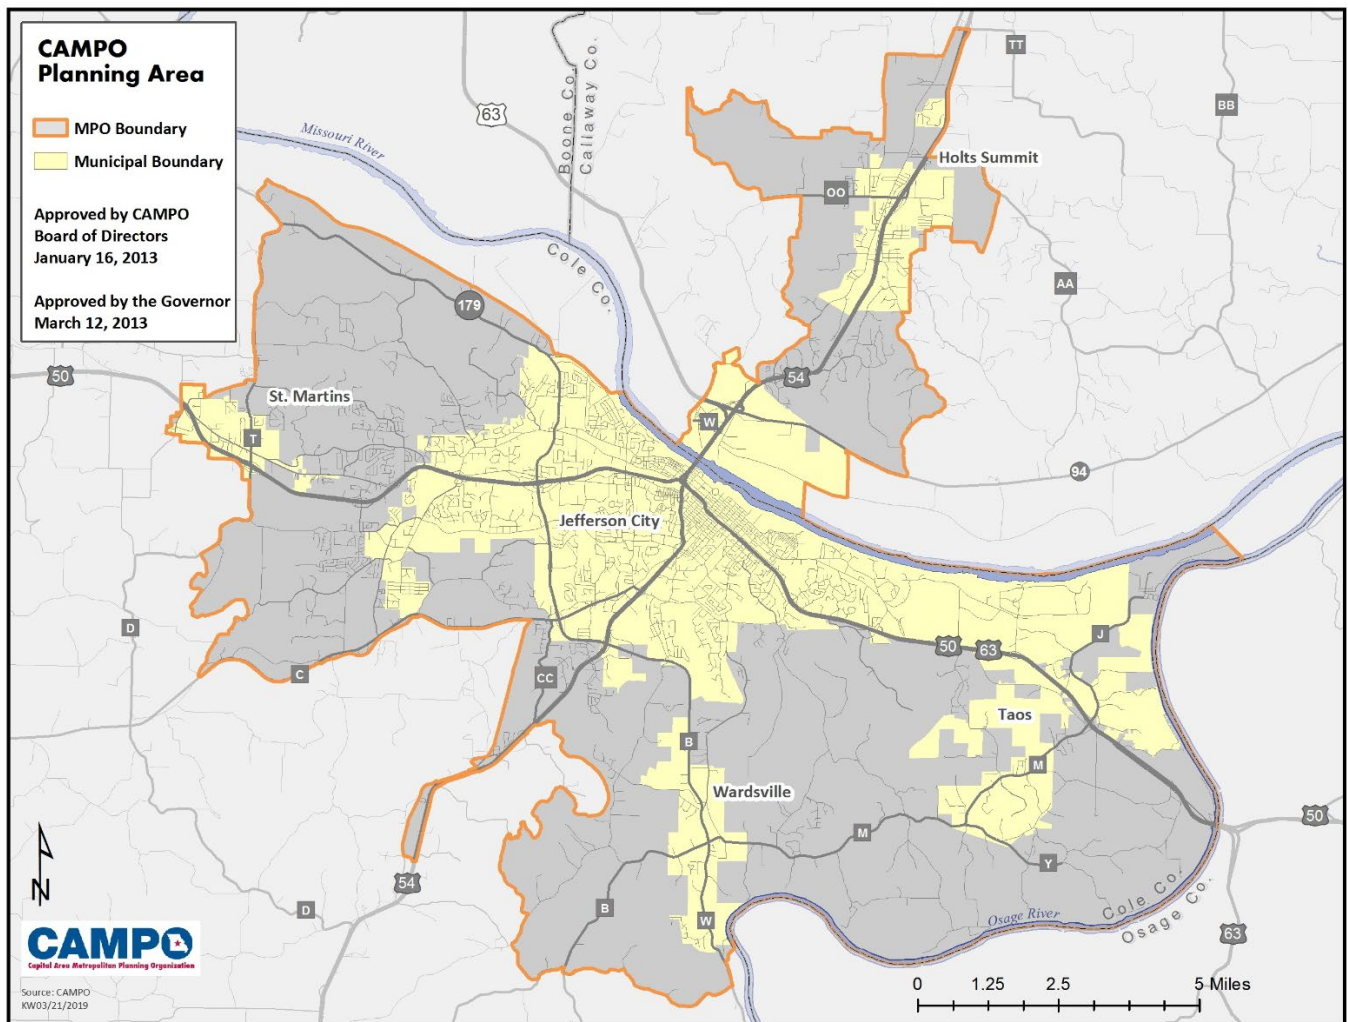 CAMPO
Planning Area
MPO Boundary
Municipal Boundary
Approved by CAMPO
Board of Directors
January 16, 2013
Approved by the Governor
March 12, 2013
Missouri River
63
Boone Co.
Callaway Co.
Cole Co.
TT
BB
Holts Summit
OO
AA
179
50
St. Martins
T
54
W
94
Jefferson City
D
C
CC
50
63
J
Taos
B
M
Wardsville
M
Y
50
54
D
B
W
Osage River
Cole Co.
Osage Co.
63
N
CAMPO
Capital Area Metropolitan Planning Organization
Source: CAMPO
KW03/21/2019
0 1.25 2.5 5 Miles